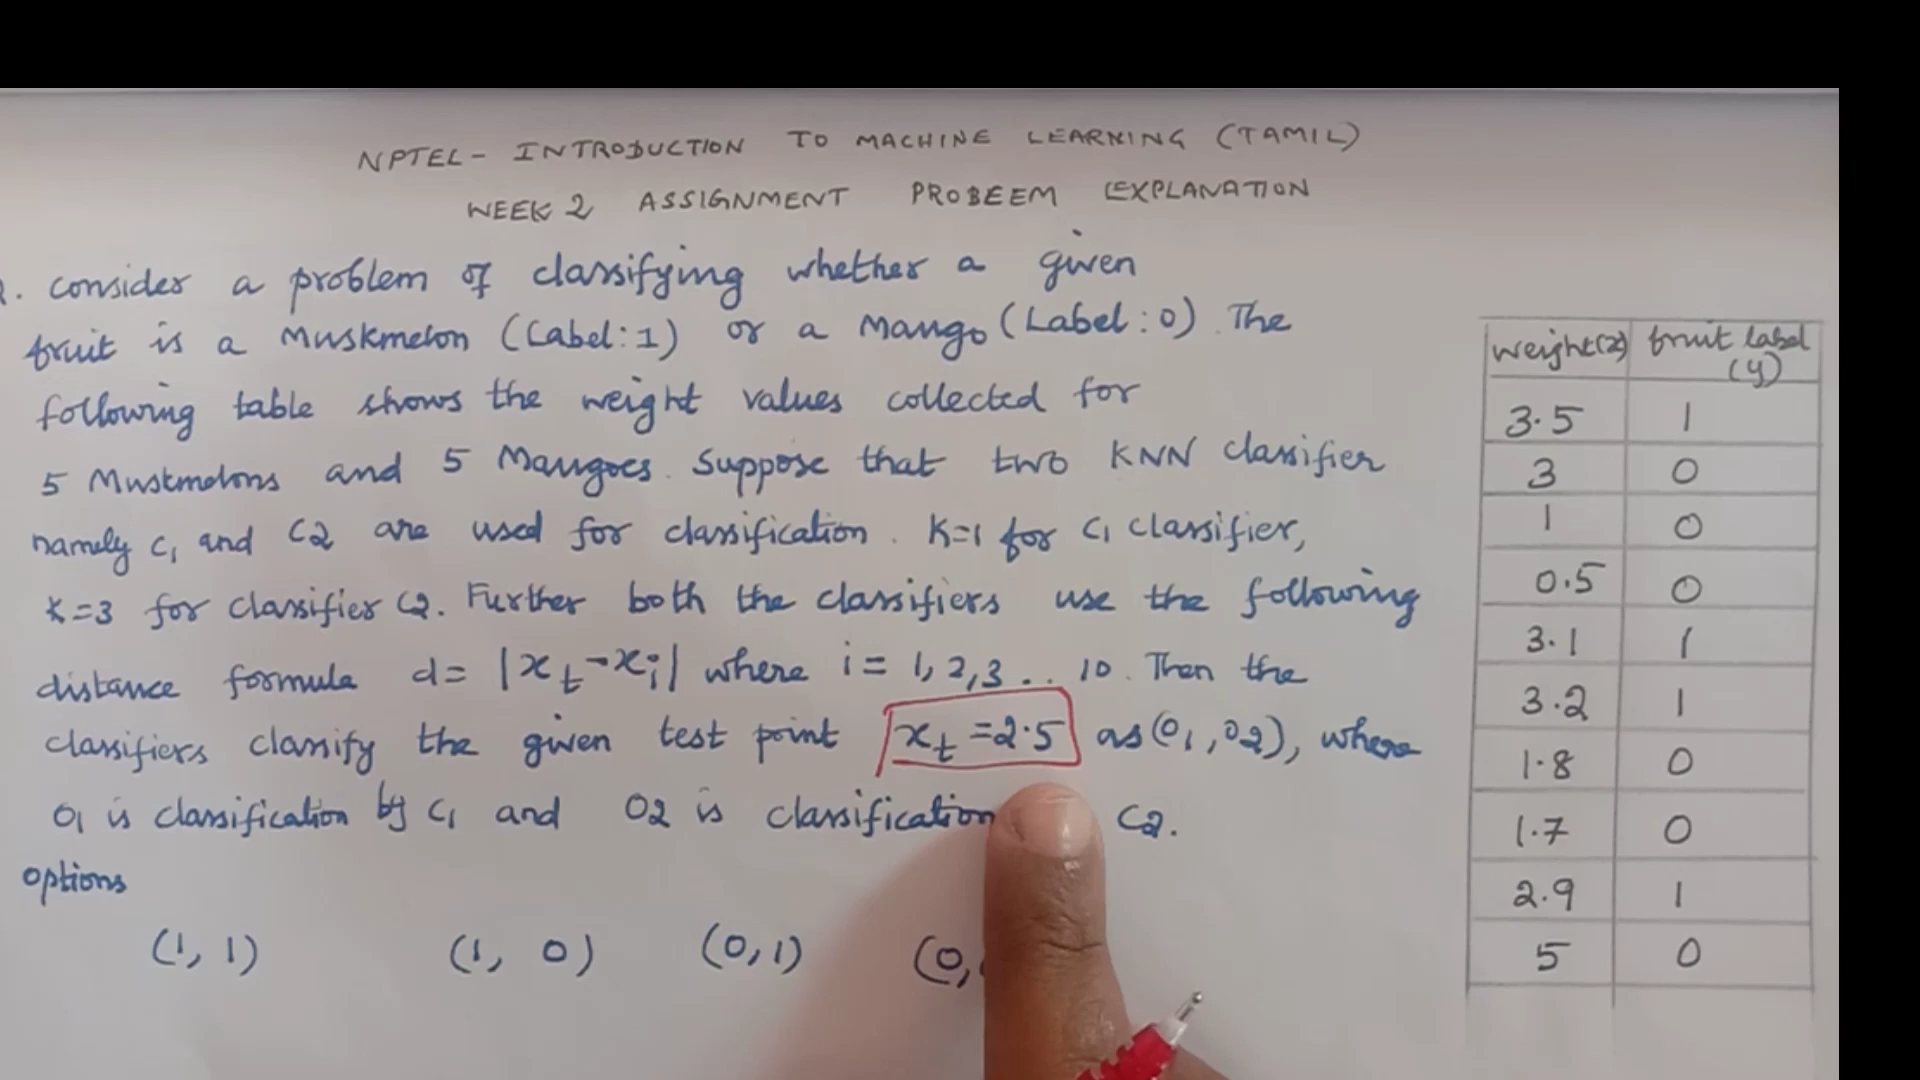 NPTEL - INTRODUCTION TO MACHINE LEARNING (TAMIL)
WEEK 2 ASSIGNMENT PROBEEM EXPLANATION
consider a problem of classifying whether a given
fruit is a Muskmelon (Label:1) or a Mango (Label:0). The
following table shows the weight values collected for
5 Muskmelons and 5 Mangoes. Suppose that two KNN classifier
namely C1 and C2 are used for classification. K=1 for C1 classifier,
K=3 for classifier C2. Further both the classifiers use the following
distance formula d= |xt-xi| where i= 1,2,3... 10. Then the
classifiers classify the given test point xt=2.5 as (O1,O2), where
O1 is classification by C1 and O2 is classification C2.
options
(1, 1) (1, 0) (0,1) (0,
weight(x) fruit label (y)
3.5 1
3 0
1 0
0.5 0
3.1 1
3.2 1
1.8 0
1.7 0
2.9 1
5 0